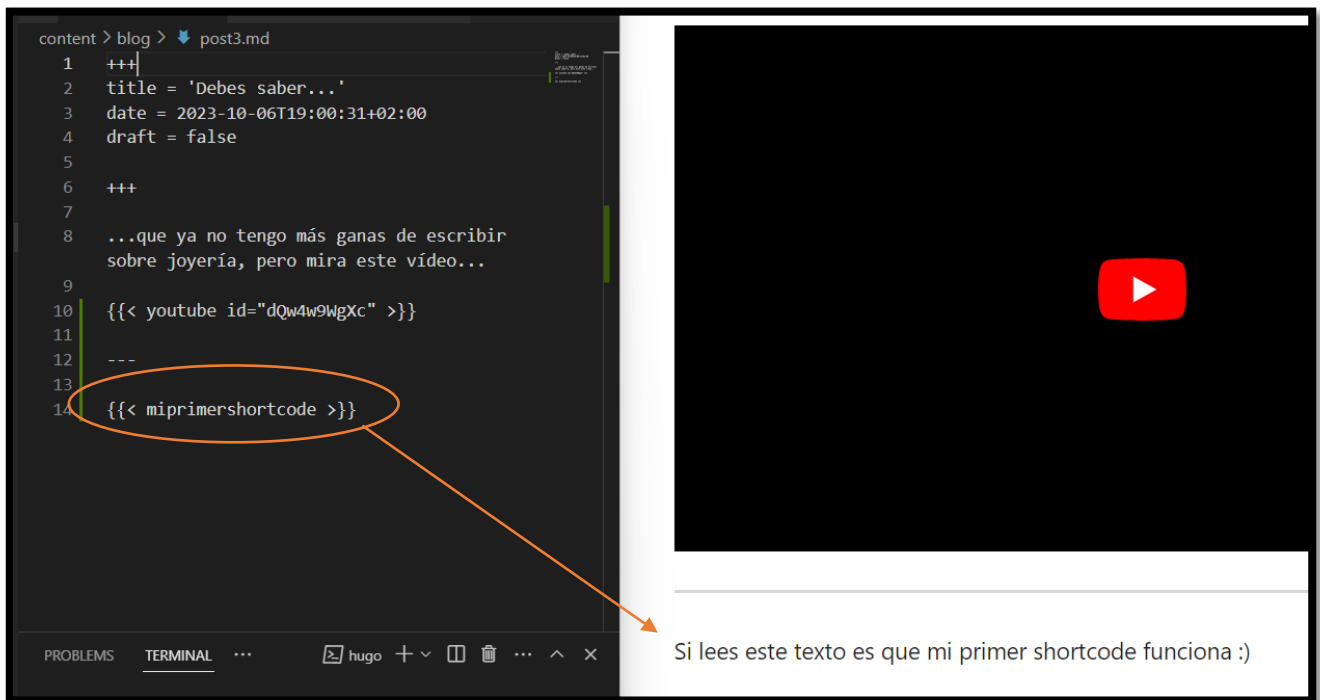 content > blog > post3.md
1 +++
2 title = 'Debes saber...'
3 date = 2023-10-06T19:00:31+02:00
4 draft = false
5
6 +++
7
8 ...que ya no tengo más ganas de escribir
sobre joyería, pero mira este vídeo...
9
10 {{< youtube id="dQw4w9WgXc" >}}
11
12 ---
13
14 {{< miprimershortcode >}}
PROBLEMS TERMINAL ... hugo
Si lees este texto es que mi primer shortcode funciona :)